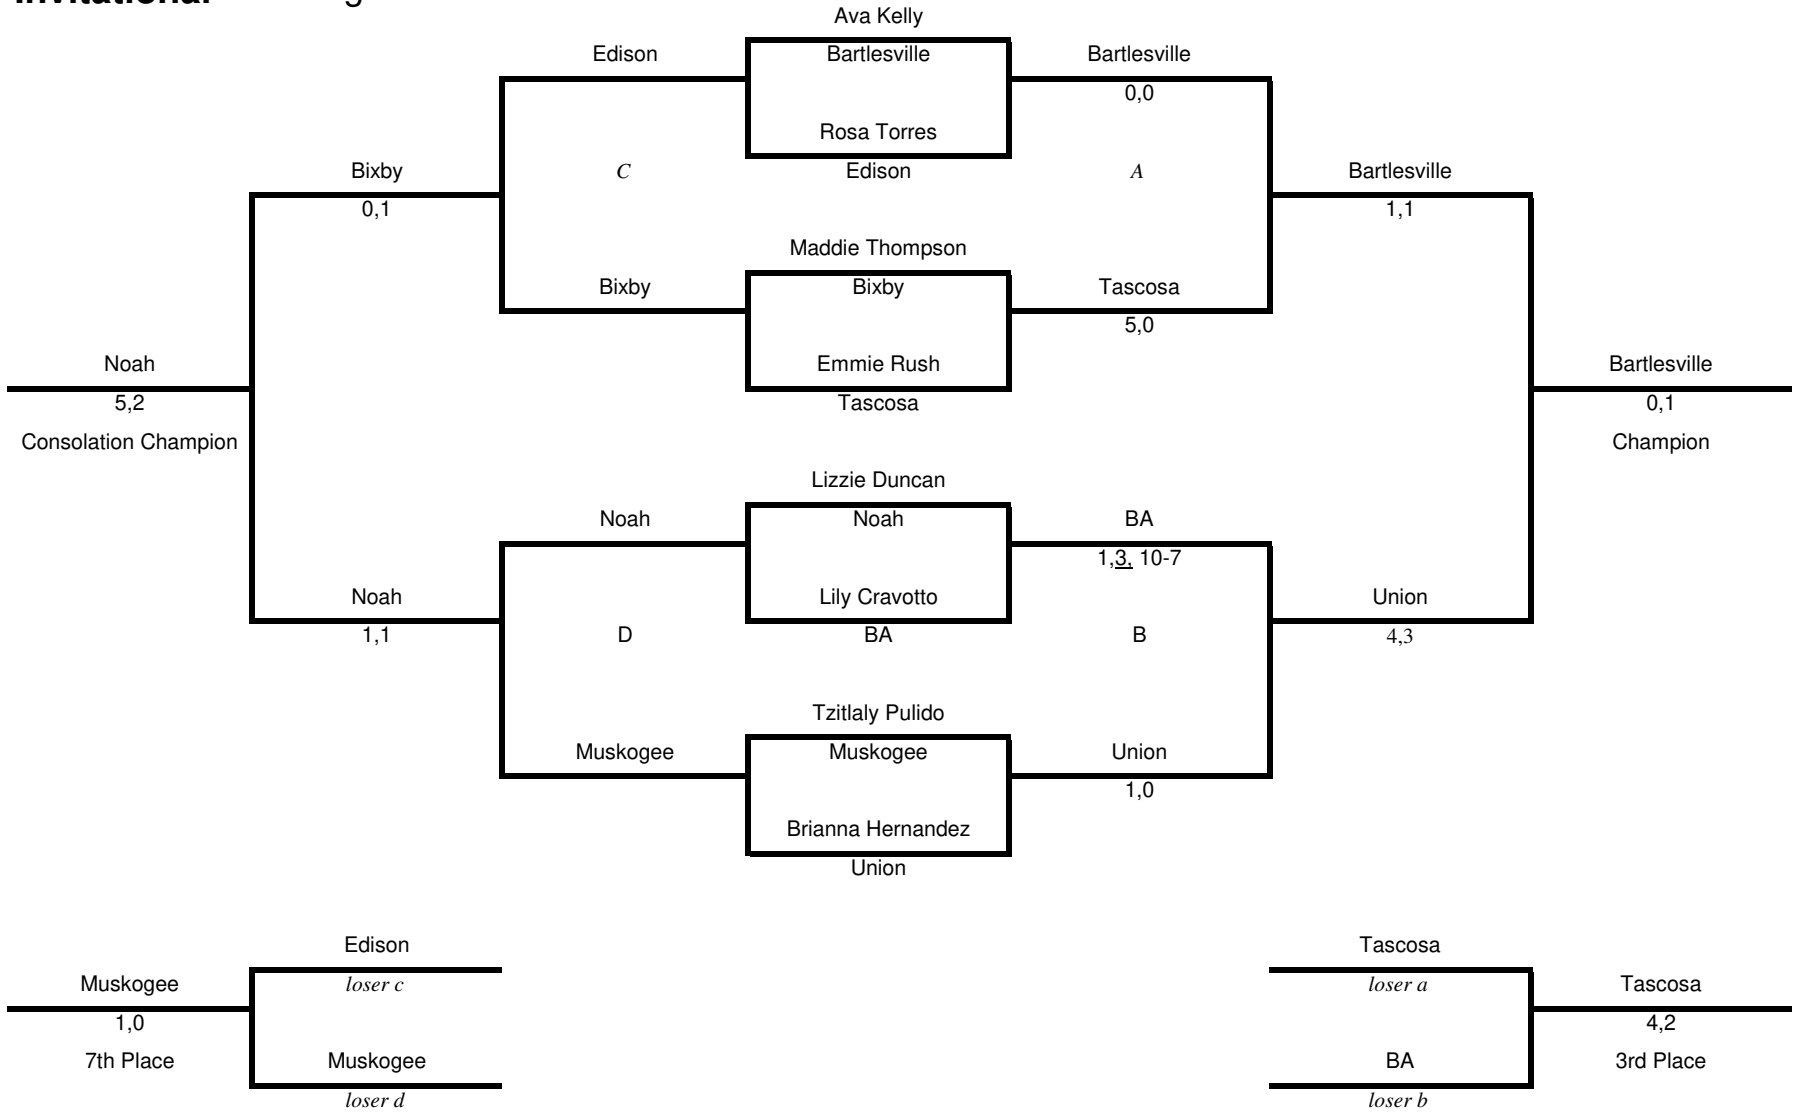 Invitational
Ava Kelly
Edison Bartlesville Bartlesville
0,0
Rosa Torres
Bixby C Edison A Bartlesville
0,1 1,1
Maddie Thompson
Bixby Bixby Tascosa
5,0
Noah Emmie Rush Bartlesville
5,2 Tascosa 0,1
Consolation Champion Champion
Lizzie Duncan
Noah Noah BA
1,3, 10-7
Noah Lily Cravotto Union
1,1 D BA B 4,3
Tzitlaly Pulido
Muskogee Muskogee Union
1,0
Brianna Hernandez
Union
Edison Tascosa
Muskogee loser c loser a Tascosa
1,0 4,2
7th Place Muskogee BA 3rd Place
loser d loser b